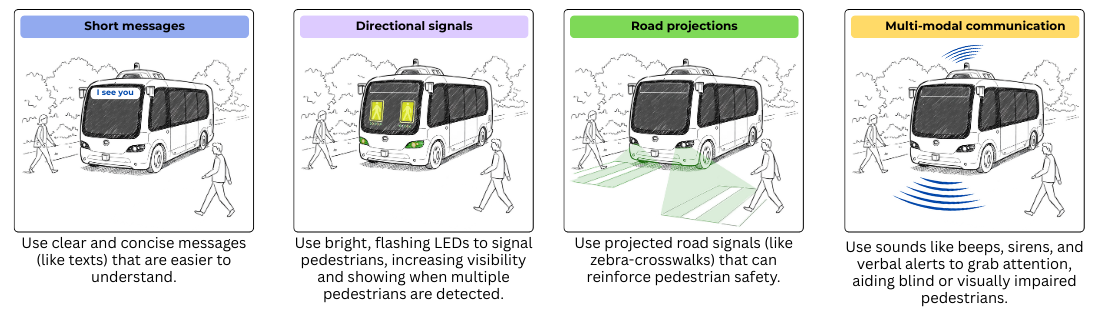 Short messages
I see you
Use clear and concise messages
(like texts) that are easier to
understand.
Directional signals
Use bright, flashing LEDs to signal
pedestrians, increasing visibility
and showing when multiple
pedestrians are detected.
Road projections
Use projected road signals (like
zebra-crosswalks) that can
reinforce pedestrian safety.
Multi-modal communication
Use sounds like beeps, sirens, and
verbal alerts to grab attention,
aiding blind or visually impaired
pedestrians.